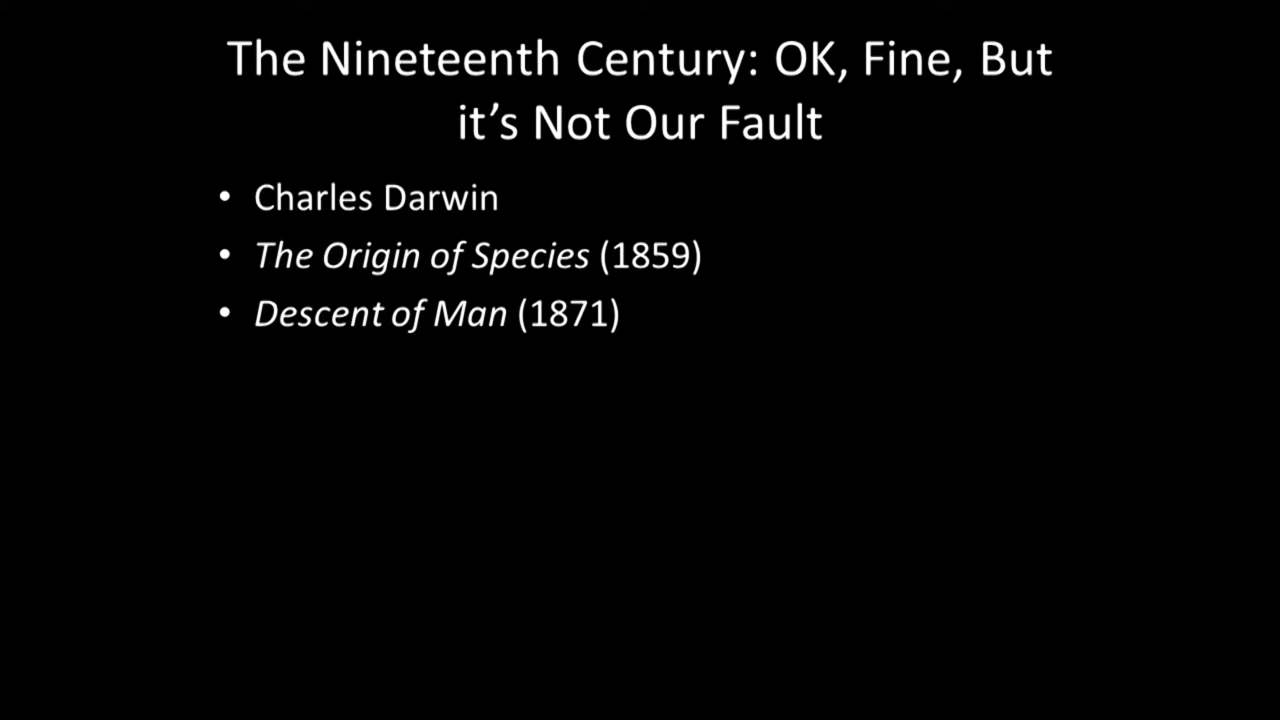 The Nineteenth Century: OK, Fine, But
it’s Not Our Fault
• Charles Darwin
• The Origin of Species (1859)
• Descent of Man (1871)